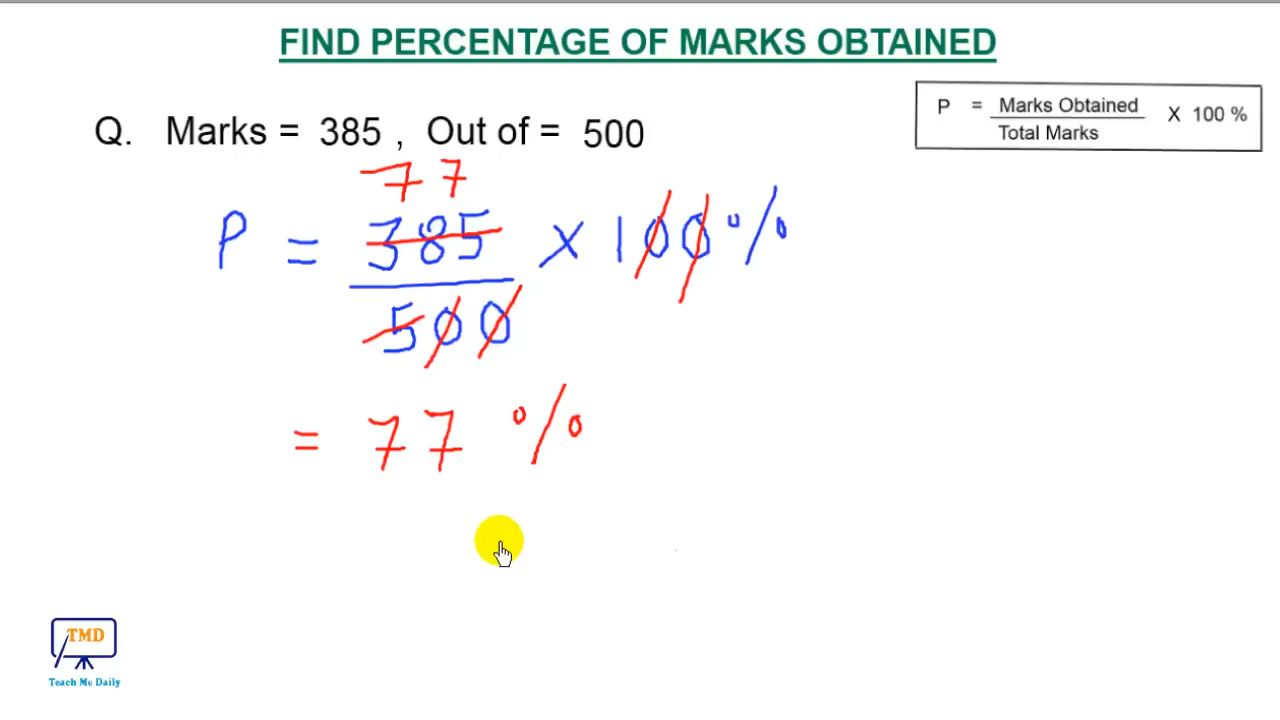 FIND PERCENTAGE OF MARKS OBTAINED
P = Marks Obtained / Total Marks X 100 %
Q. Marks = 385 , Out of = 500
77
P = 385 / 500 × 100 %
= 77 %
TMD
Teach Me Daily